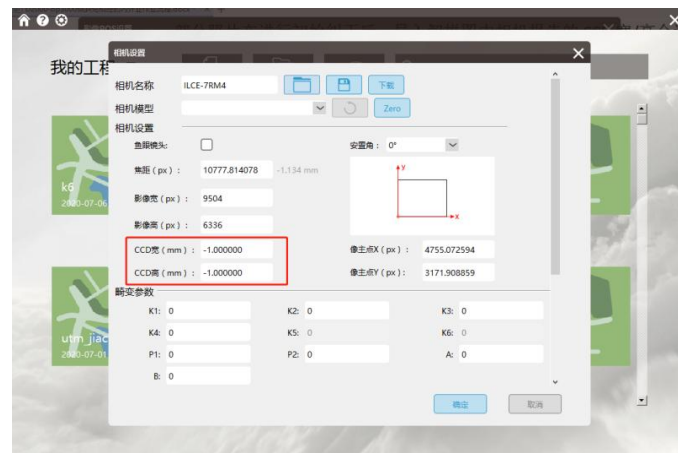 相机设置
我的工程
相机名称 ILCE-7RM4 下载
相机模型 Zero
相机设置
鱼眼镜头: 安置角: 0°
焦距 (px): 10777.814078 -1.134 mm
y
影像宽 (px): 9504
影像高 (px): 6336
x
CCD宽 (mm): -1.000000 像主点X (px): 4755.072594
CCD高 (mm): -1.000000 像主点Y (px): 3171.908859
畸变参数
K1: 0 K2: 0 K3: 0
K4: 0 K5: 0 K6: 0
P1: 0 P2: 0 A: 0
B: 0
确定 取消
k6
2020-07-06
utm_jiac
2020-07-01